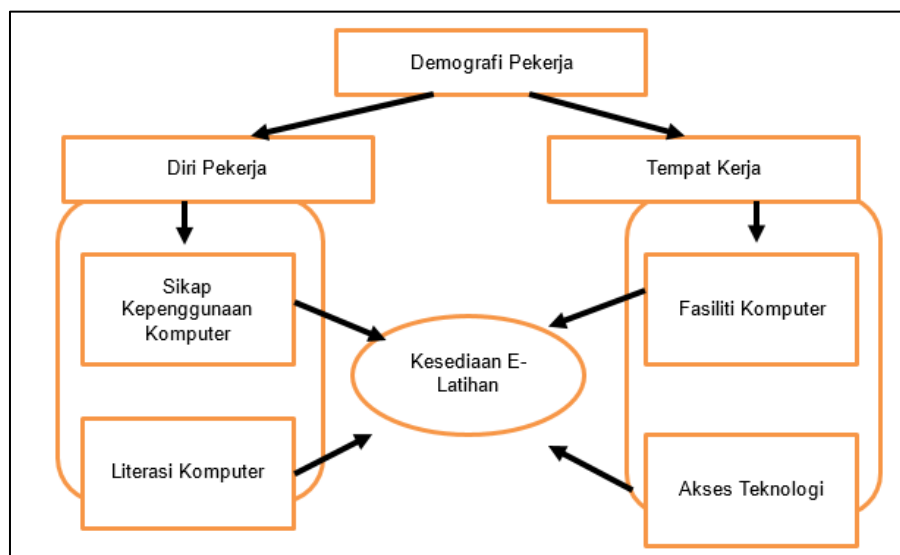 Demografi Pekerja
Diri Pekerja
Tempat Kerja
Sikap
Kepenggunaan
Komputer
Fasiliti Komputer
Kesediaan E-
Latihan
Literasi Komputer
Akses Teknologi